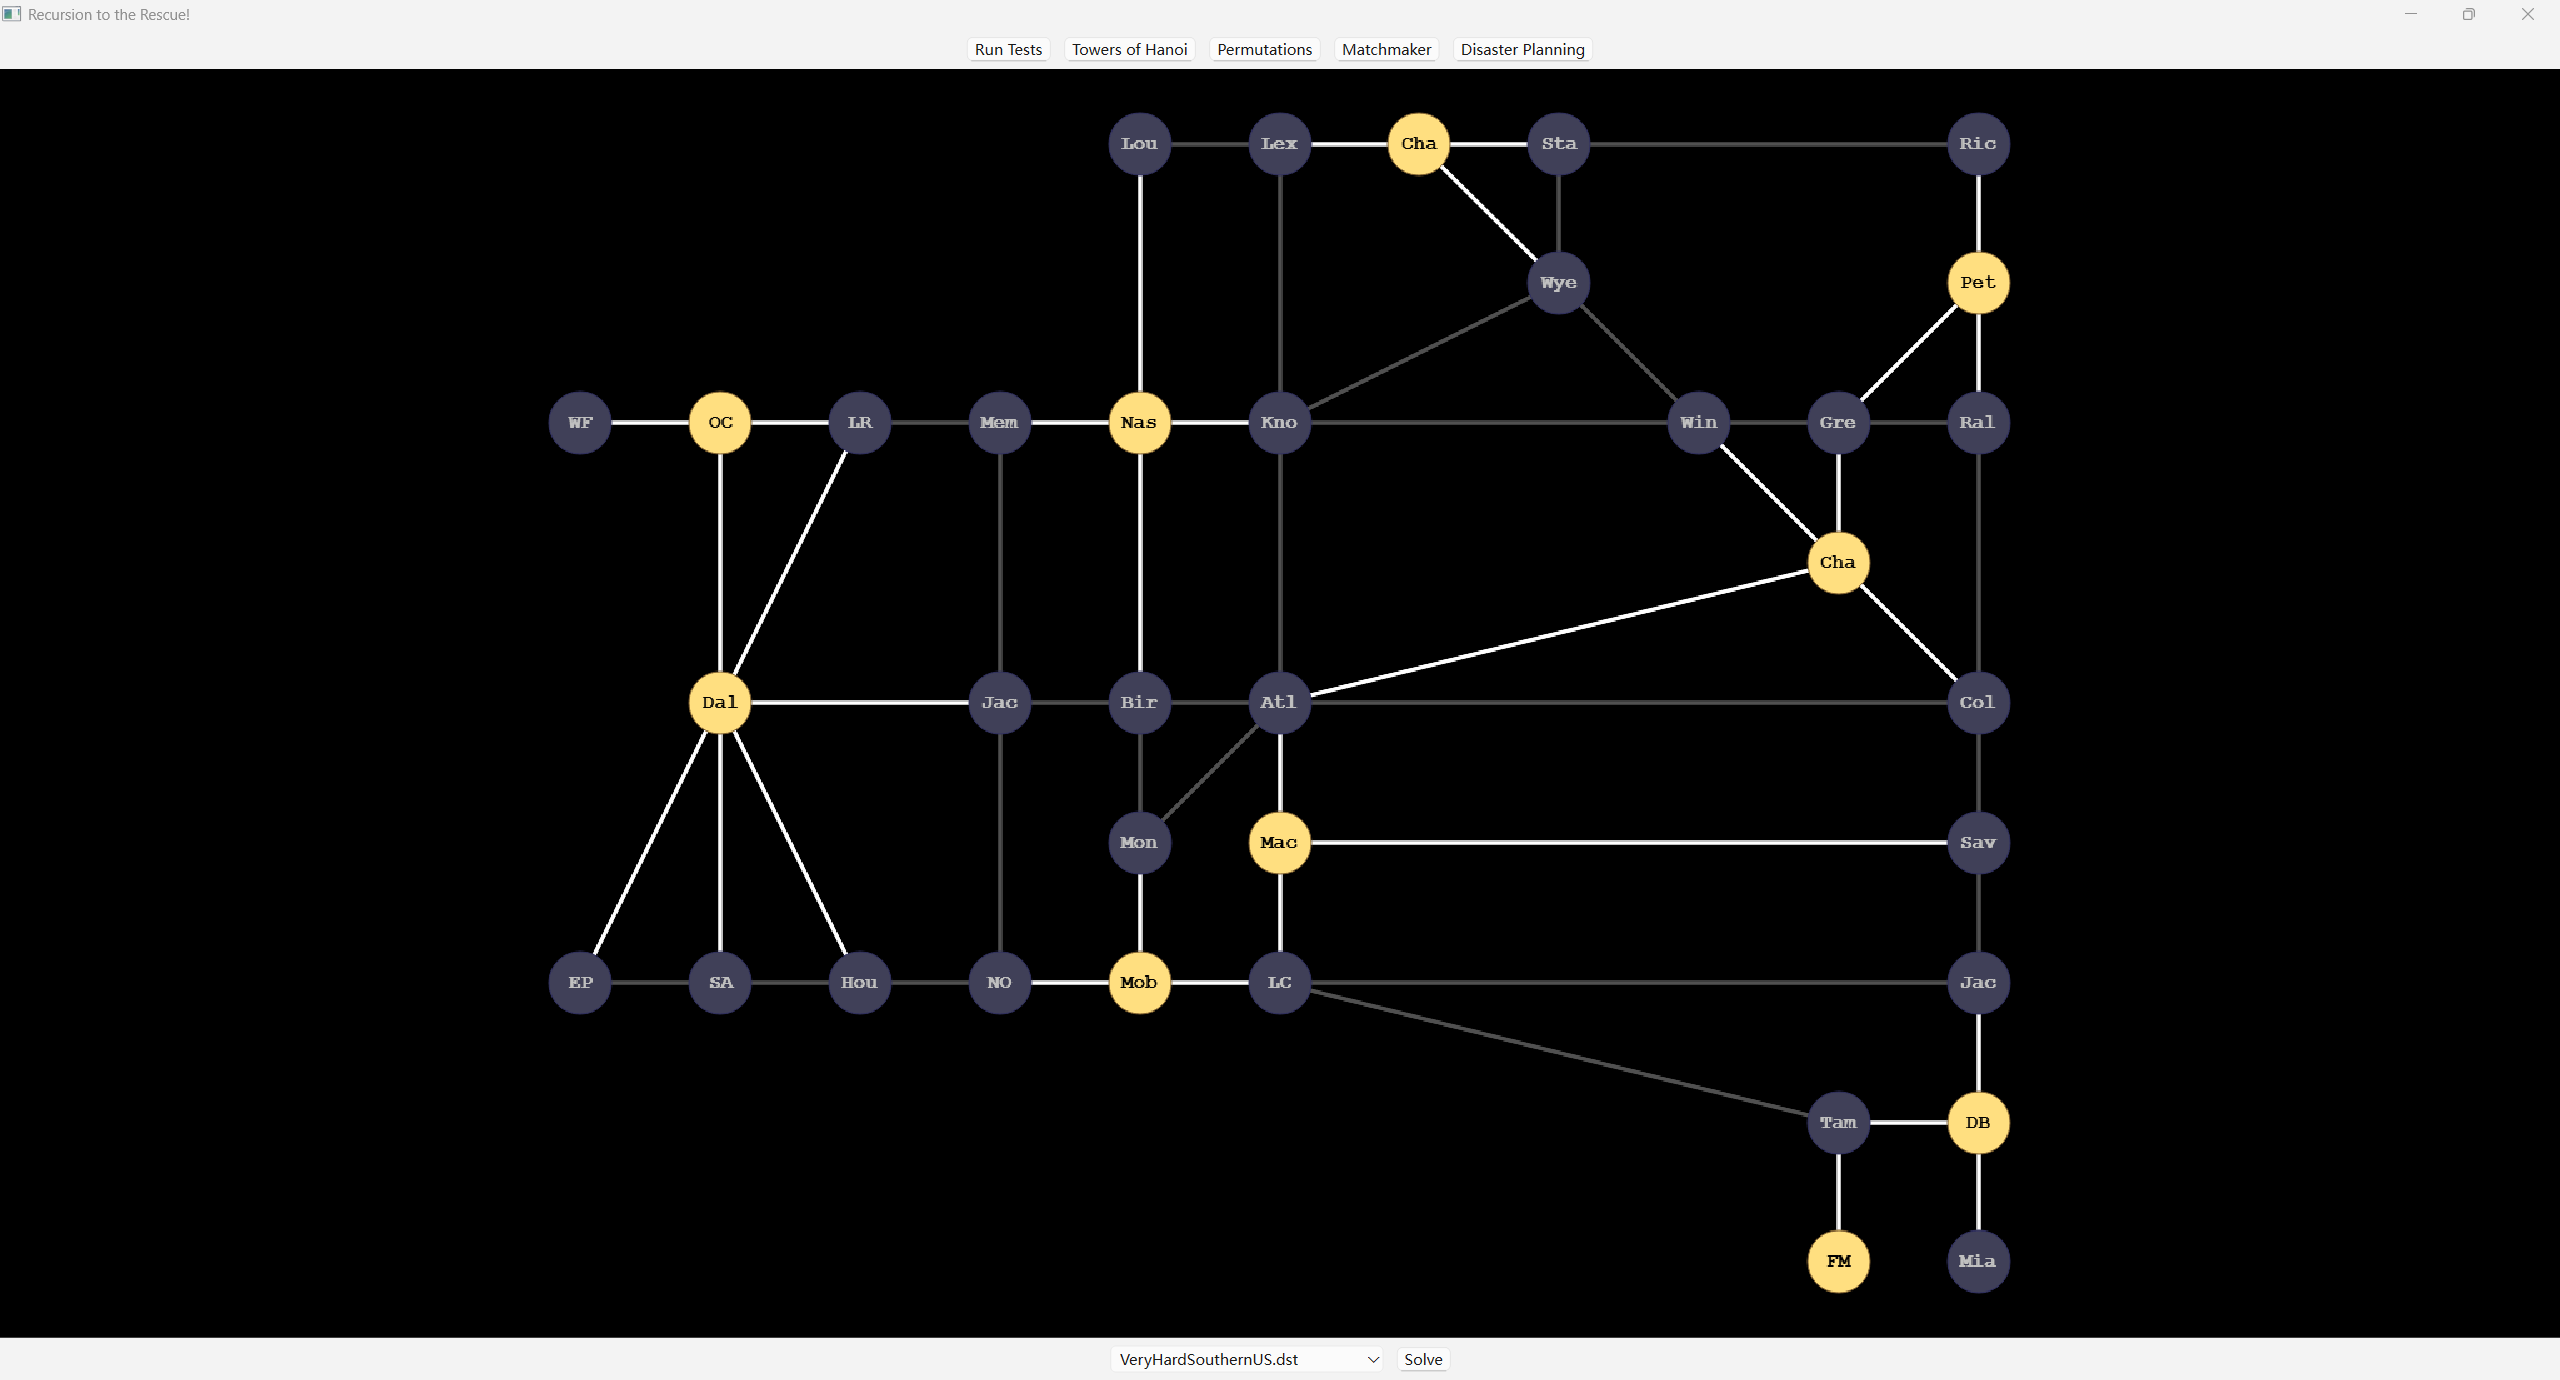 Recursion to the Rescue!
Run Tests Towers of Hanoi Permutations Matchmaker Disaster Planning
Lou Lex Cha Sta Ric
Wye Pet
WF OC LR Mem Nas Kno Win Gre Ral
Cha
Dal Jac Bir Atl Col
Mon Mac Sav
EP SA Hou NO Mob LC Jac
Tam DB
FM Mia
VeryHardSouthernUS.dst Solve